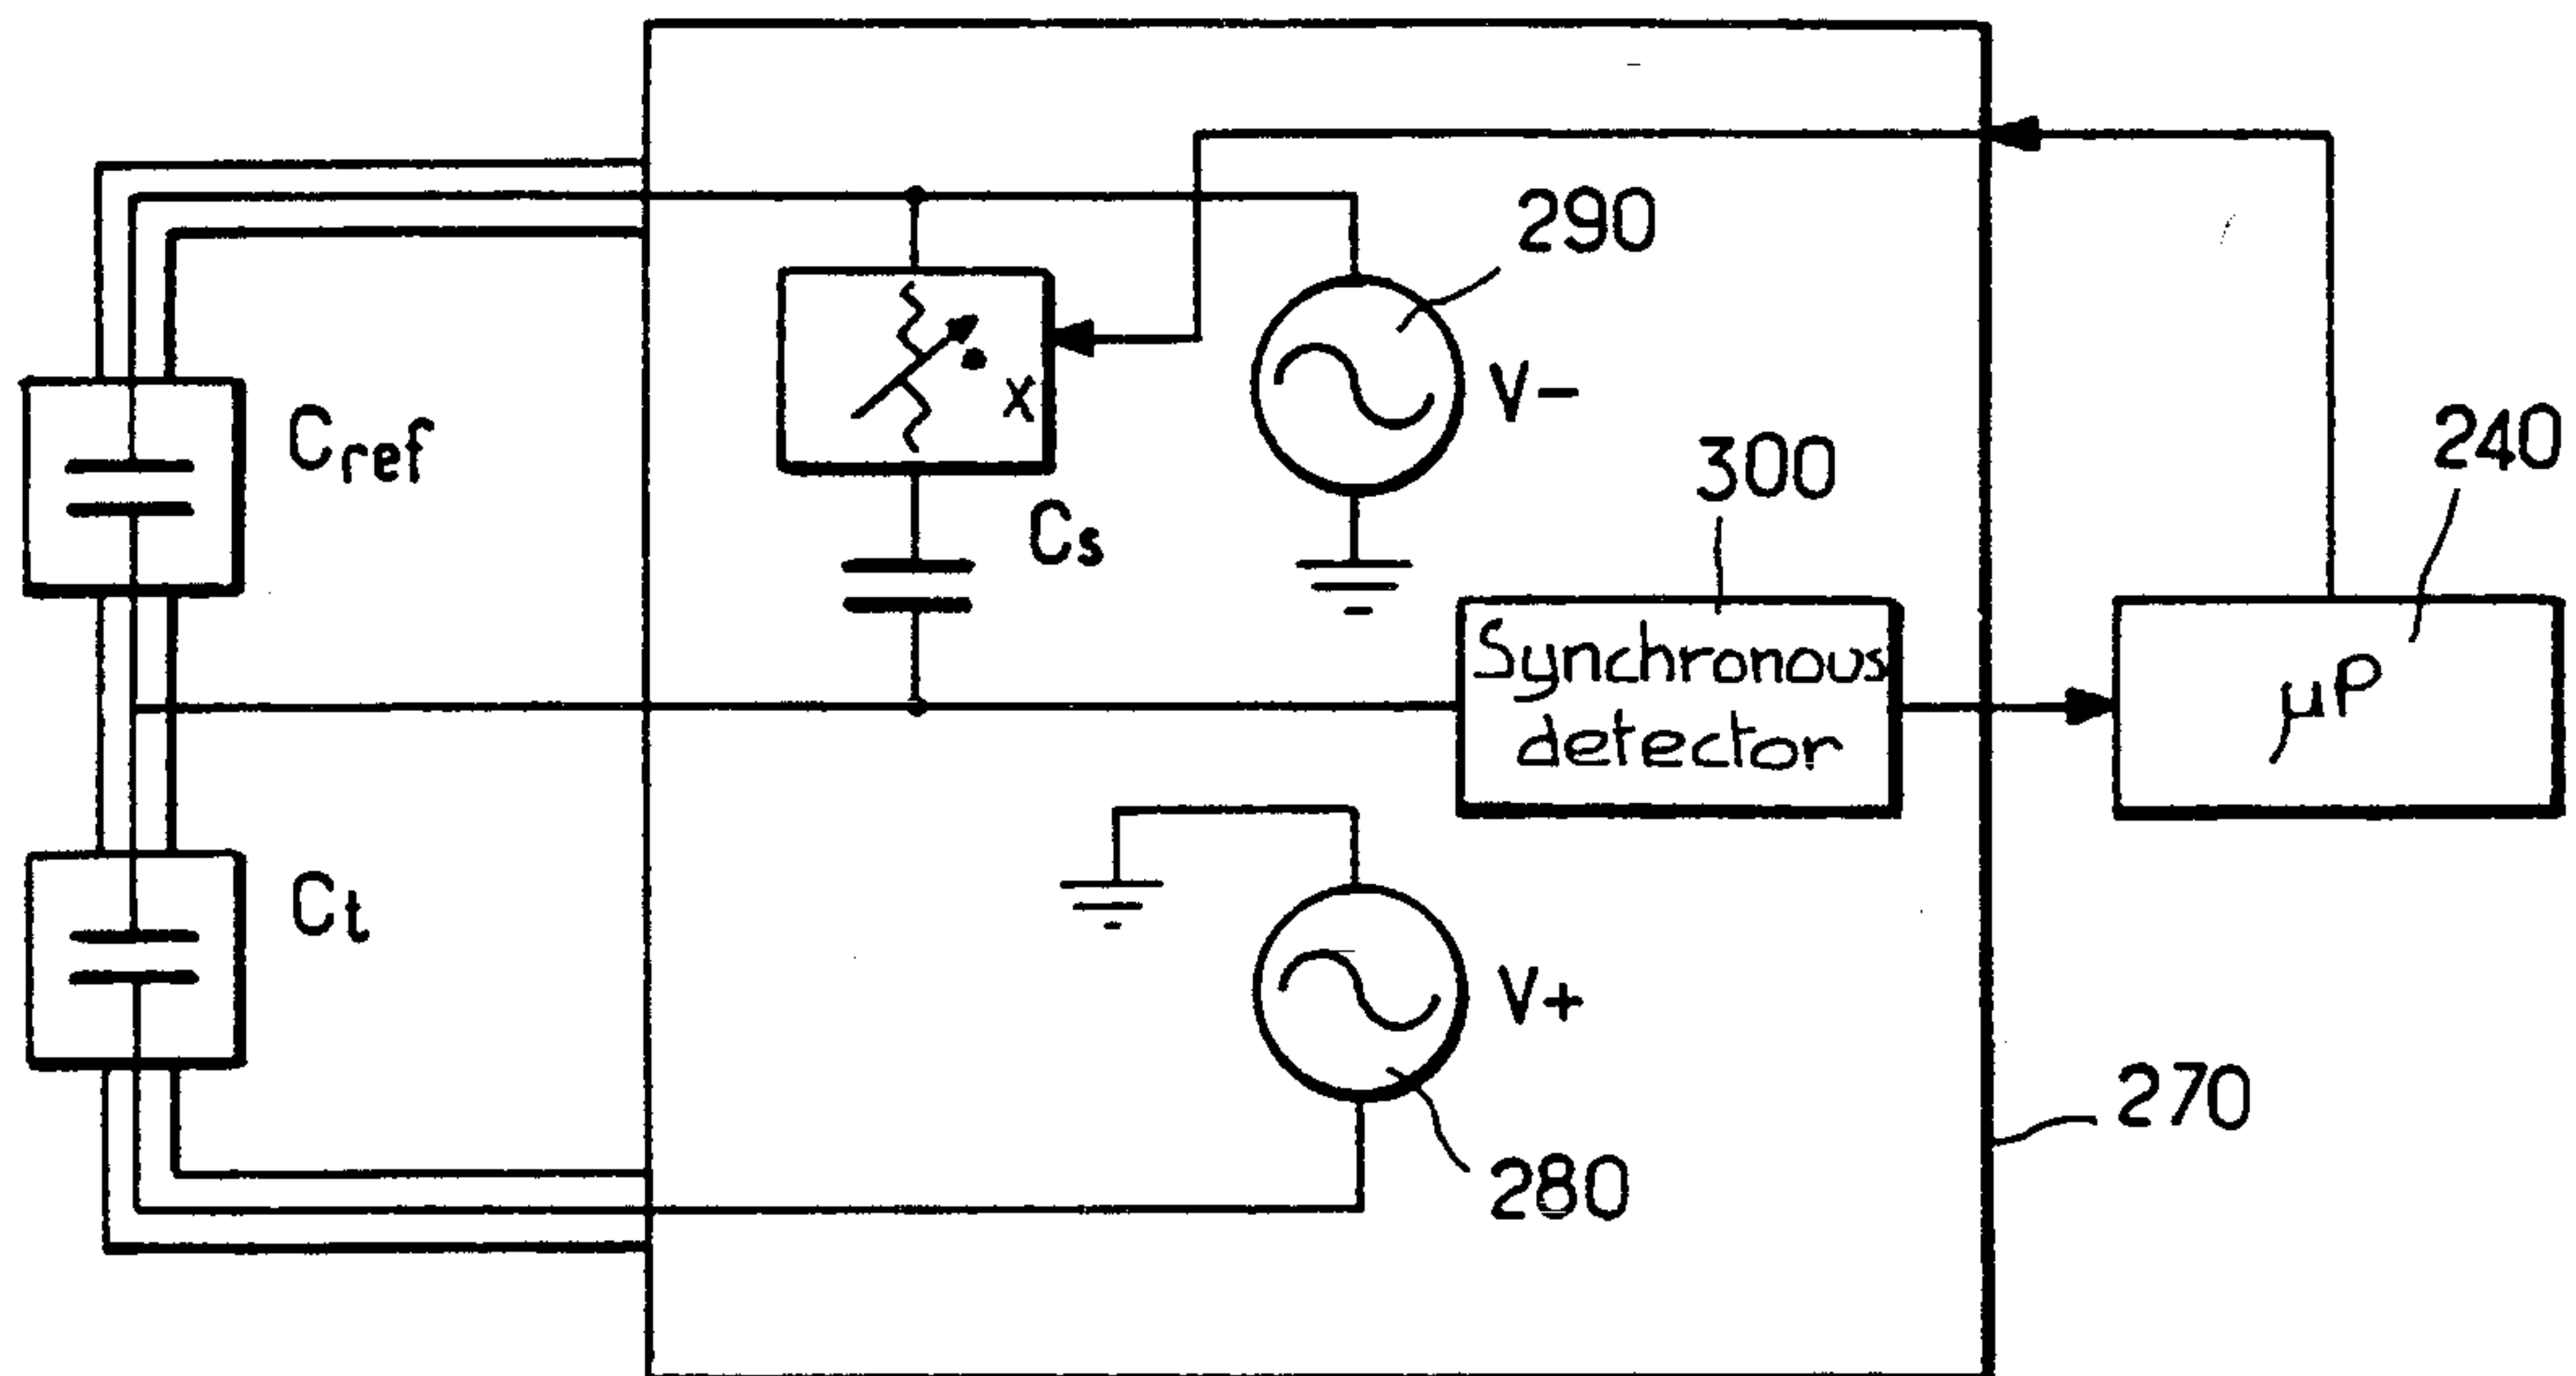 290
Cref
X
V-
240
300
Cs
Synchronous
detector
µP
Ct
V+
270
280